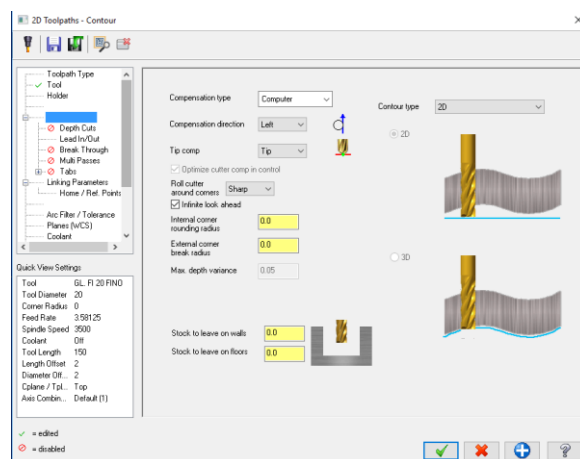 2D Toolpaths - Contour
Toolpath Type
Tool
Holder
Depth Cuts
Lead In/Out
Break Through
Multi Passes
Tabs
Linking Parameters
Home / Ref. Points
Arc Filter / Tolerance
Planes (WCS)
Coolant
Quick View Settings
Tool GL. FI 20 FINO
Tool Diameter 20
Corner Radius 0
Feed Rate 3.58125
Spindle Speed 3500
Coolant Off
Tool Length 150
Length Offset 2
Diameter Off... 2
Cplane / Tpl... Top
Axis Combin... Default (1)
= edited
= disabled
Compensation type Computer
Compensation direction Left
Tip comp Tip
Optimize cutter comp in control
Roll cutter around corners Sharp
Infinite look ahead
Internal corner rounding radius 0.0
External corner break radius 0.0
Max. depth variance 0.05
Stock to leave on walls 0.0
Stock to leave on floors 0.0
Contour type 2D
2D
3D